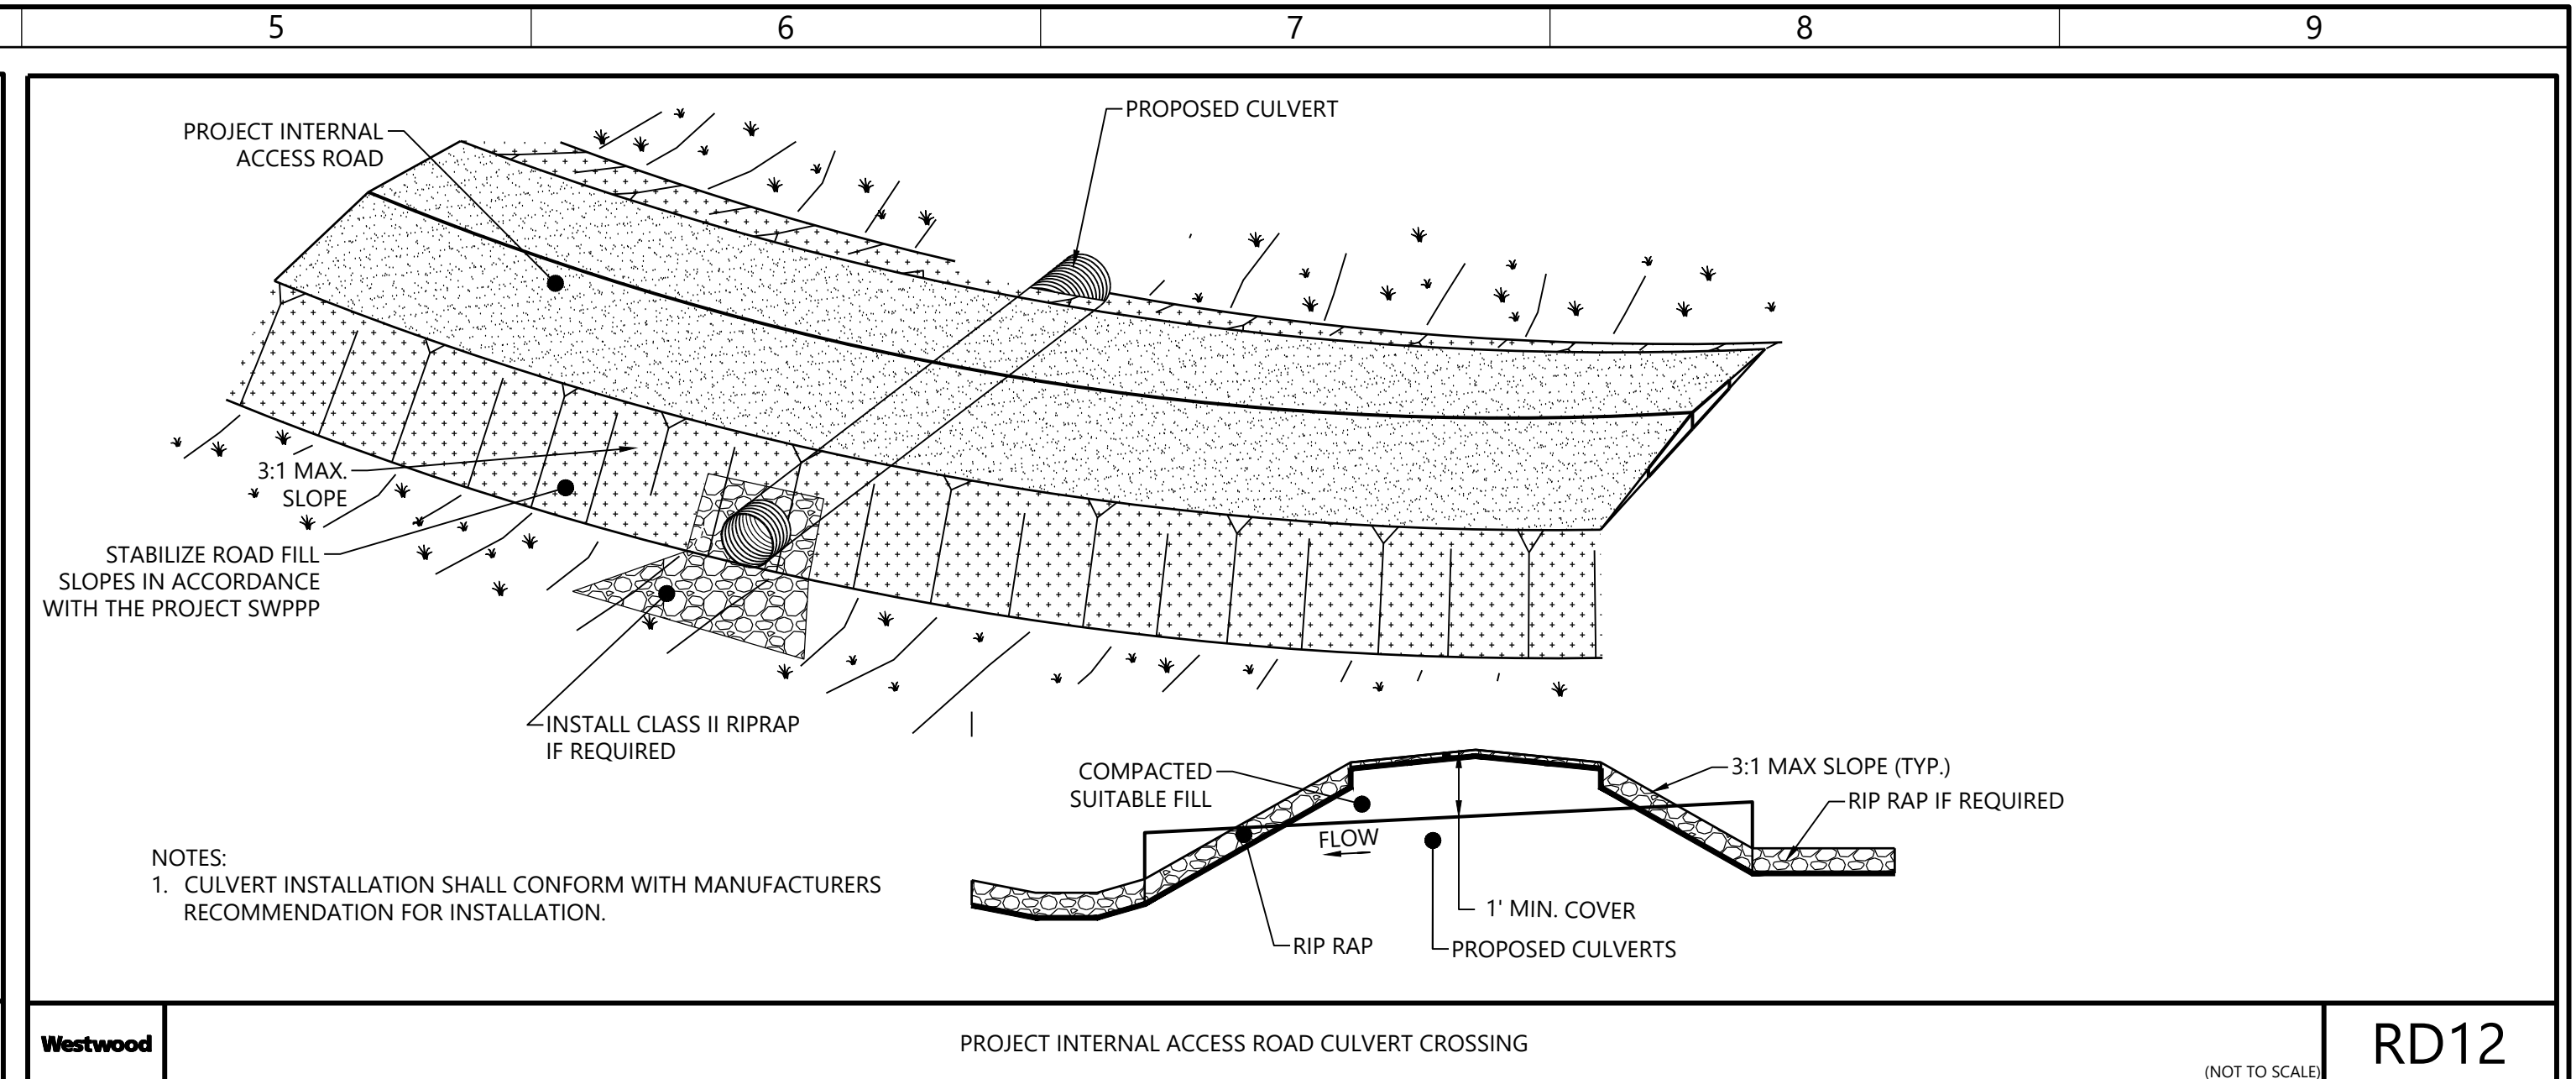 5 6 7 8 9
PROPOSED CULVERT
PROJECT INTERNAL
ACCESS ROAD
3:1 MAX.
SLOPE
STABILIZE ROAD FILL
SLOPES IN ACCORDANCE
WITH THE PROJECT SWPPP
INSTALL CLASS II RIPRAP
IF REQUIRED
COMPACTED
SUITABLE FILL
3:1 MAX SLOPE (TYP.)
RIP RAP IF REQUIRED
FLOW
1' MIN. COVER
RIP RAP
PROPOSED CULVERTS
NOTES:
1. CULVERT INSTALLATION SHALL CONFORM WITH MANUFACTURERS
RECOMMENDATION FOR INSTALLATION.
Westwood
PROJECT INTERNAL ACCESS ROAD CULVERT CROSSING
(NOT TO SCALE)
RD12